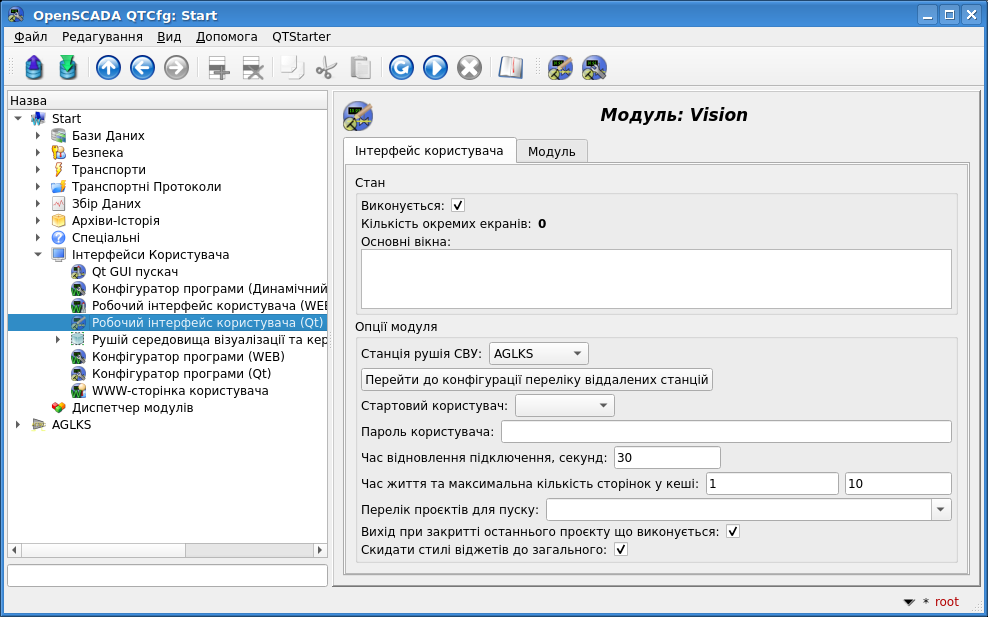 OpenSCADA QTCfg: Start
Файл Редагування Вид Допомога QTStarter
Назва
Start
Бази Даних
Безпека
Транспорти
Транспортні Протоколи
Збір Даних
Архіви-Історія
Спеціальні
Інтерфейси Користувача
Qt GUI пускач
Конфігуратор програми (Динамічний
Робочий інтерфейс користувача (WEB
Робочий інтерфейс користувача (Qt)
Рушій середовища візуалізації та кер
Конфігуратор програми (WEB)
Конфігуратор програми (Qt)
WWW-сторінка користувача
Диспетчер модулів
AGLKS
Модуль: Vision
Інтерфейс користувача Модуль
Стан
Виконується:
Кількість окремих екранів: 0
Основні вікна:
Опції модуля
Станція рушія СВУ: AGLKS
Перейти до конфігурації переліку віддалених станцій
Стартовий користувач:
Пароль користувача:
Час відновлення підключення, секунд: 30
Час життя та максимальна кількість сторінок у кеші: 1 10
Перелік проєктів для пуску:
Вихід при закритті останнього проєкту що виконується:
Скидати стилі віджетів до загального:
* root